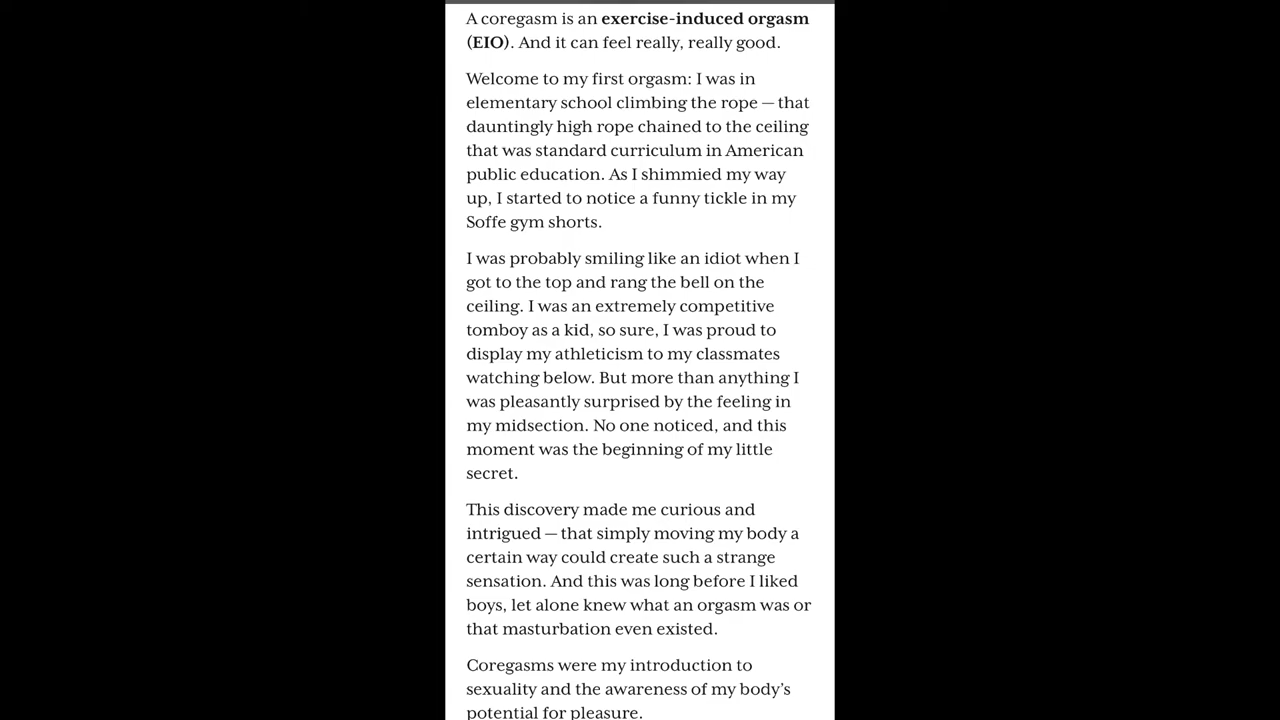 A coregasm is an exercise-induced orgasm
(EIO). And it can feel really, really good.
Welcome to my first orgasm: I was in
elementary school climbing the rope — that
dauntingly high rope chained to the ceiling
that was standard curriculum in American
public education. As I shimmied my way
up, I started to notice a funny tickle in my
Soffe gym shorts.
I was probably smiling like an idiot when I
got to the top and rang the bell on the
ceiling. I was an extremely competitive
tomboy as a kid, so sure, I was proud to
display my athleticism to my classmates
watching below. But more than anything I
was pleasantly surprised by the feeling in
my midsection. No one noticed, and this
moment was the beginning of my little
secret.
This discovery made me curious and
intrigued — that simply moving my body a
certain way could create such a strange
sensation. And this was long before I liked
boys, let alone knew what an orgasm was or
that masturbation even existed.
Coregasms were my introduction to
sexuality and the awareness of my body's
potential for pleasure.